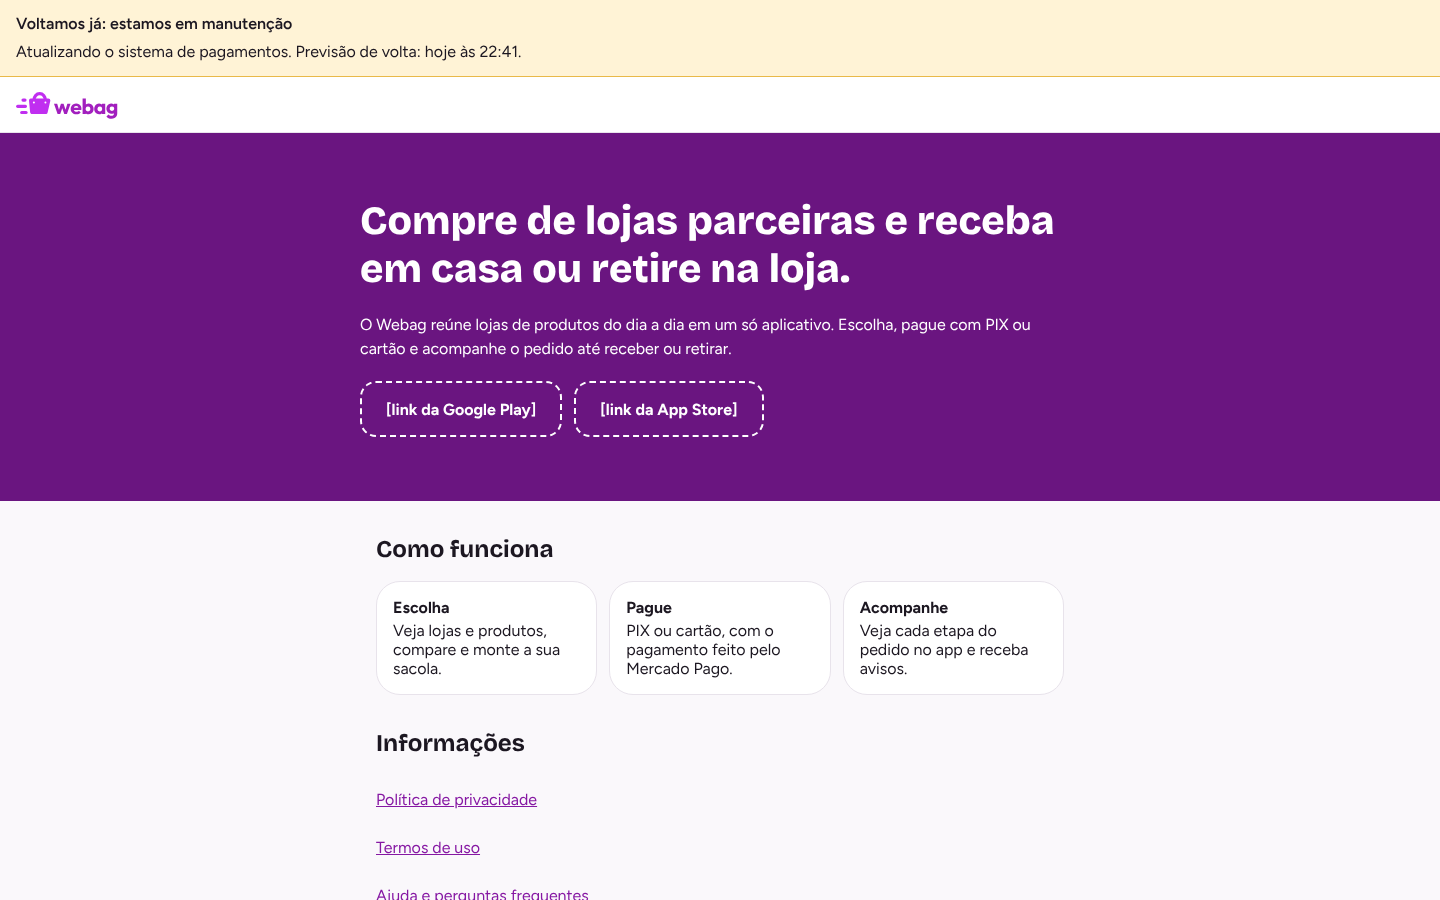 Voltamos já: estamos em manutenção
Atualizando o sistema de pagamentos. Previsão de volta: hoje às 22:41.
webag
Compre de lojas parceiras e receba
em casa ou retire na loja.
O Webag reúne lojas de produtos do dia a dia em um só aplicativo. Escolha, pague com PIX ou
cartão e acompanhe o pedido até receber ou retirar.
[link da Google Play]
[link da App Store]
Como funciona
Escolha
Veja lojas e produtos,
compare e monte a sua
sacola.
Pague
PIX ou cartão, com o
pagamento feito pelo
Mercado Pago.
Acompanhe
Veja cada etapa do
pedido no app e receba
avisos.
Informações
Política de privacidade
Termos de uso
Ajuda e perguntas frequentes